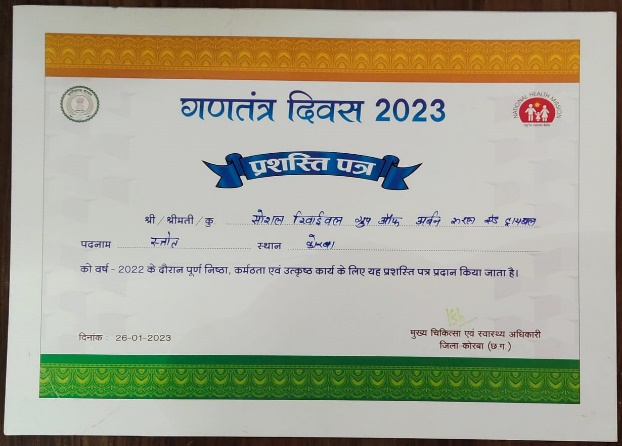 NATIONAL HEALTH MISSION
गणतंत्र दिवस 2023
प्रशस्ति पत्र
श्री / श्रीमती / कु सोशल रिवाईवल ग्रुप ऑफ अर्बन रूरल एंड ट्रायबल
पदनाम स्त्रोत स्थान कोरबा
को वर्ष - 2022 के दौरान पूर्ण निष्ठा, कर्मठता एवं उत्कृष्ठ कार्य के लिए यह प्रशस्ति पत्र प्रदान किया जाता है।
दिनांक : 26-01-2023
मुख्य चिकित्सा एवं स्वास्थ्य अधिकारी
जिला-कोरबा (छ.ग.)